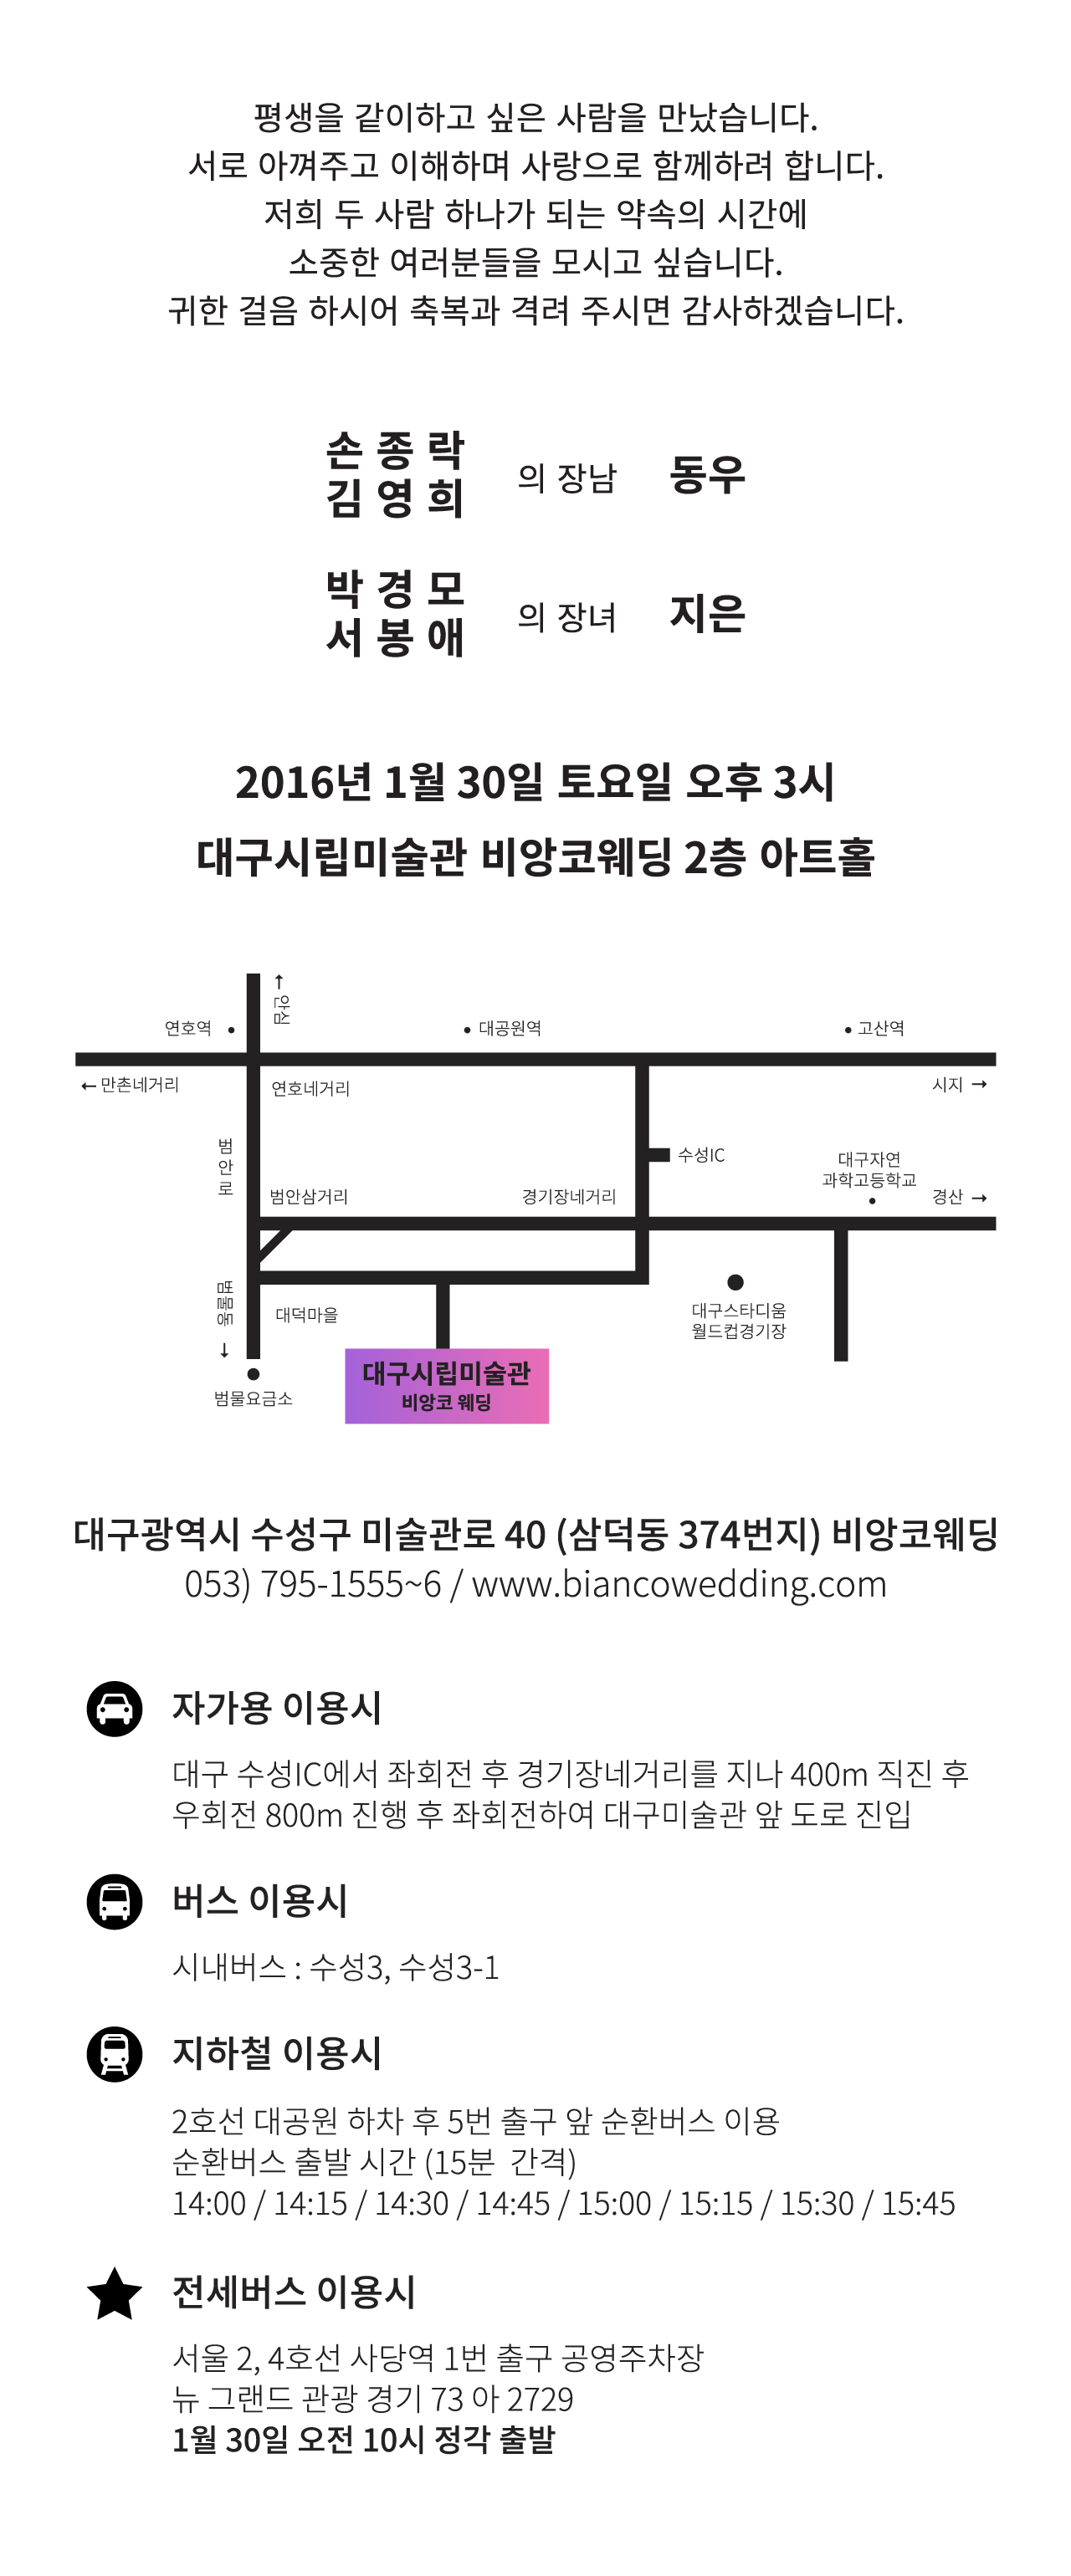 평생을 같이하고 싶은 사람을 만났습니다.
서로 아껴주고 이해하며 사랑으로 함께하려 합니다.
저희 두 사람 하나가 되는 약속의 시간에
소중한 여러분들을 모시고 싶습니다.
귀한 걸음 하시어 축복과 격려 주시면 감사하겠습니다.
손 종 락
김 영 희
의 장남 동우
박 경 모
서 봉 애
의 장녀 지은
2016년 1월 30일 토요일 오후 3시
대구시립미술관 비앙코웨딩 2층 아트홀
← 안심
연호역
대공원역
고산역
← 만촌네거리
연호네거리
시지 →
범안로
수성IC
대구자연
과학고등학교
범안삼거리
경기장네거리
경산 →
범물동 →
대덕마을
대구스타디움
월드컵경기장
대구시립미술관
비앙코 웨딩
범물요금소
대구광역시 수성구 미술관로 40 (삼덕동 374번지) 비앙코웨딩
053) 795-1555~6 / www.biancowedding.com
자가용 이용시
대구 수성IC에서 좌회전 후 경기장네거리를 지나 400m 직진 후
우회전 800m 진행 후 좌회전하여 대구미술관 앞 도로 진입
버스 이용시
시내버스 : 수성3, 수성3-1
지하철 이용시
2호선 대공원 하차 후 5번 출구 앞 순환버스 이용
순환버스 출발 시간 (15분 간격)
14:00 / 14:15 / 14:30 / 14:45 / 15:00 / 15:15 / 15:30 / 15:45
전세버스 이용시
서울 2, 4호선 사당역 1번 출구 공영주차장
뉴 그랜드 관광 경기 73 아 2729
1월 30일 오전 10시 정각 출발